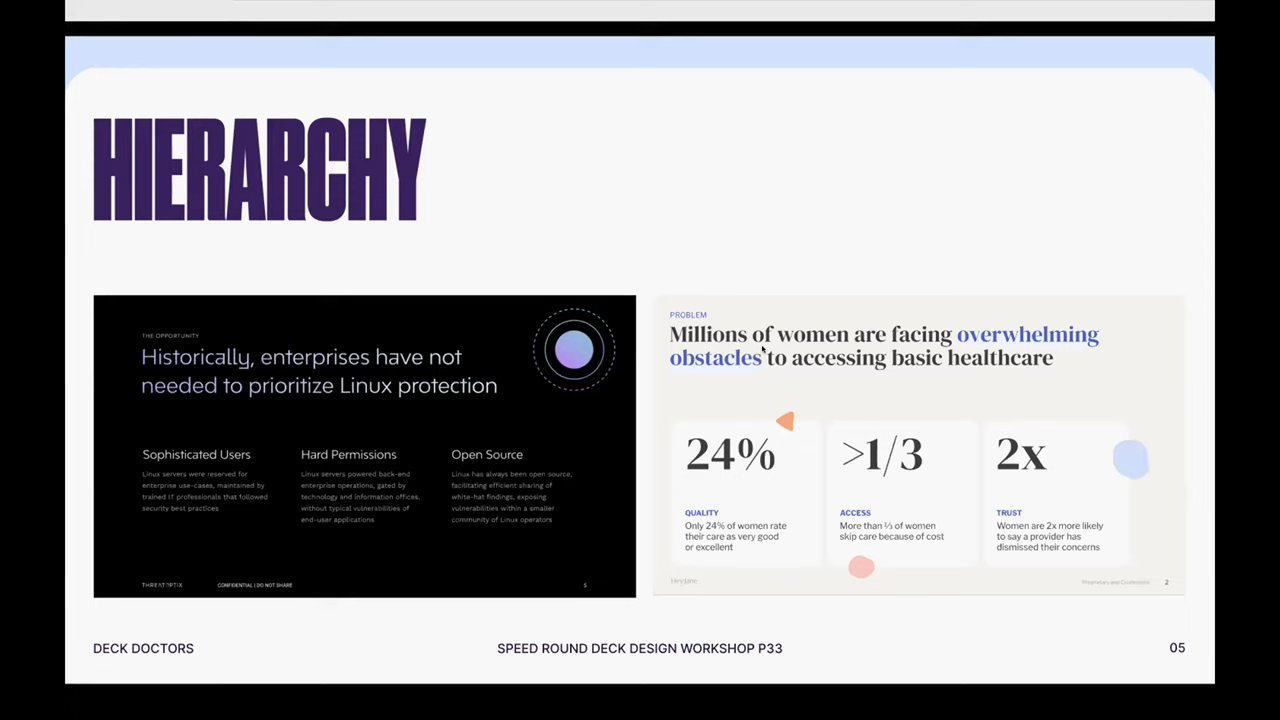 HIERARCHY
THE OPPORTUNITY
Historically, enterprises have not
needed to prioritize Linux protection
Sophisticated Users
Linux servers were reserved for
enterprise use-cases, maintained by
trained IT professionals that followed
security best practices
Hard Permissions
Linux servers powered back-end
enterprise operations, gated by
technology and information offices,
without typical vulnerabilities of
end-user applications
Open Source
Linux has always been open source,
facilitating efficient sharing of
white-hat findings, exposing
vulnerabilities within a smaller
community of Linux operators
THREATOPTIX
CONFIDENTIAL | DO NOT SHARE
5
PROBLEM
Millions of women are facing overwhelming
obstacles to accessing basic healthcare
24%
QUALITY
Only 24% of women rate
their care as very good
or excellent
>1/3
ACCESS
More than ⅓ of women
skip care because of cost
2x
TRUST
Women are 2x more likely
to say a provider has
dismissed their concerns
HeyJane
Proprietary and Confidential
2
DECK DOCTORS
SPEED ROUND DECK DESIGN WORKSHOP P33
05